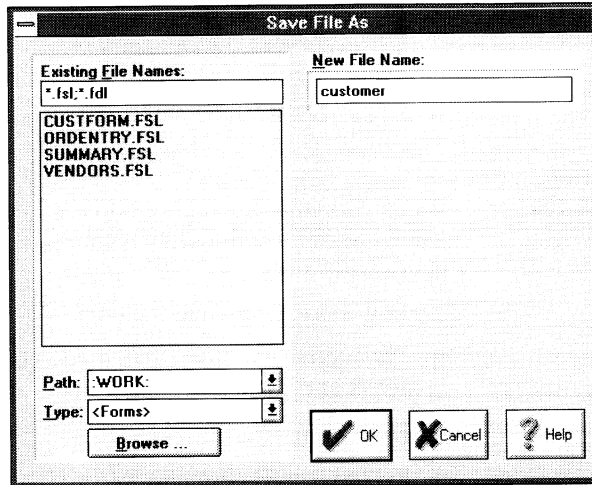 Save File As
Existing File Names:
*.fsl;*.fdl
CUSTFORM.FSL
ORDENTRY.FSL
SUMMARY.FSL
VENDORS.FSL
Path: :WORK:
Type: <Forms>
Browse ...
New File Name:
customer
OK
Cancel
Help